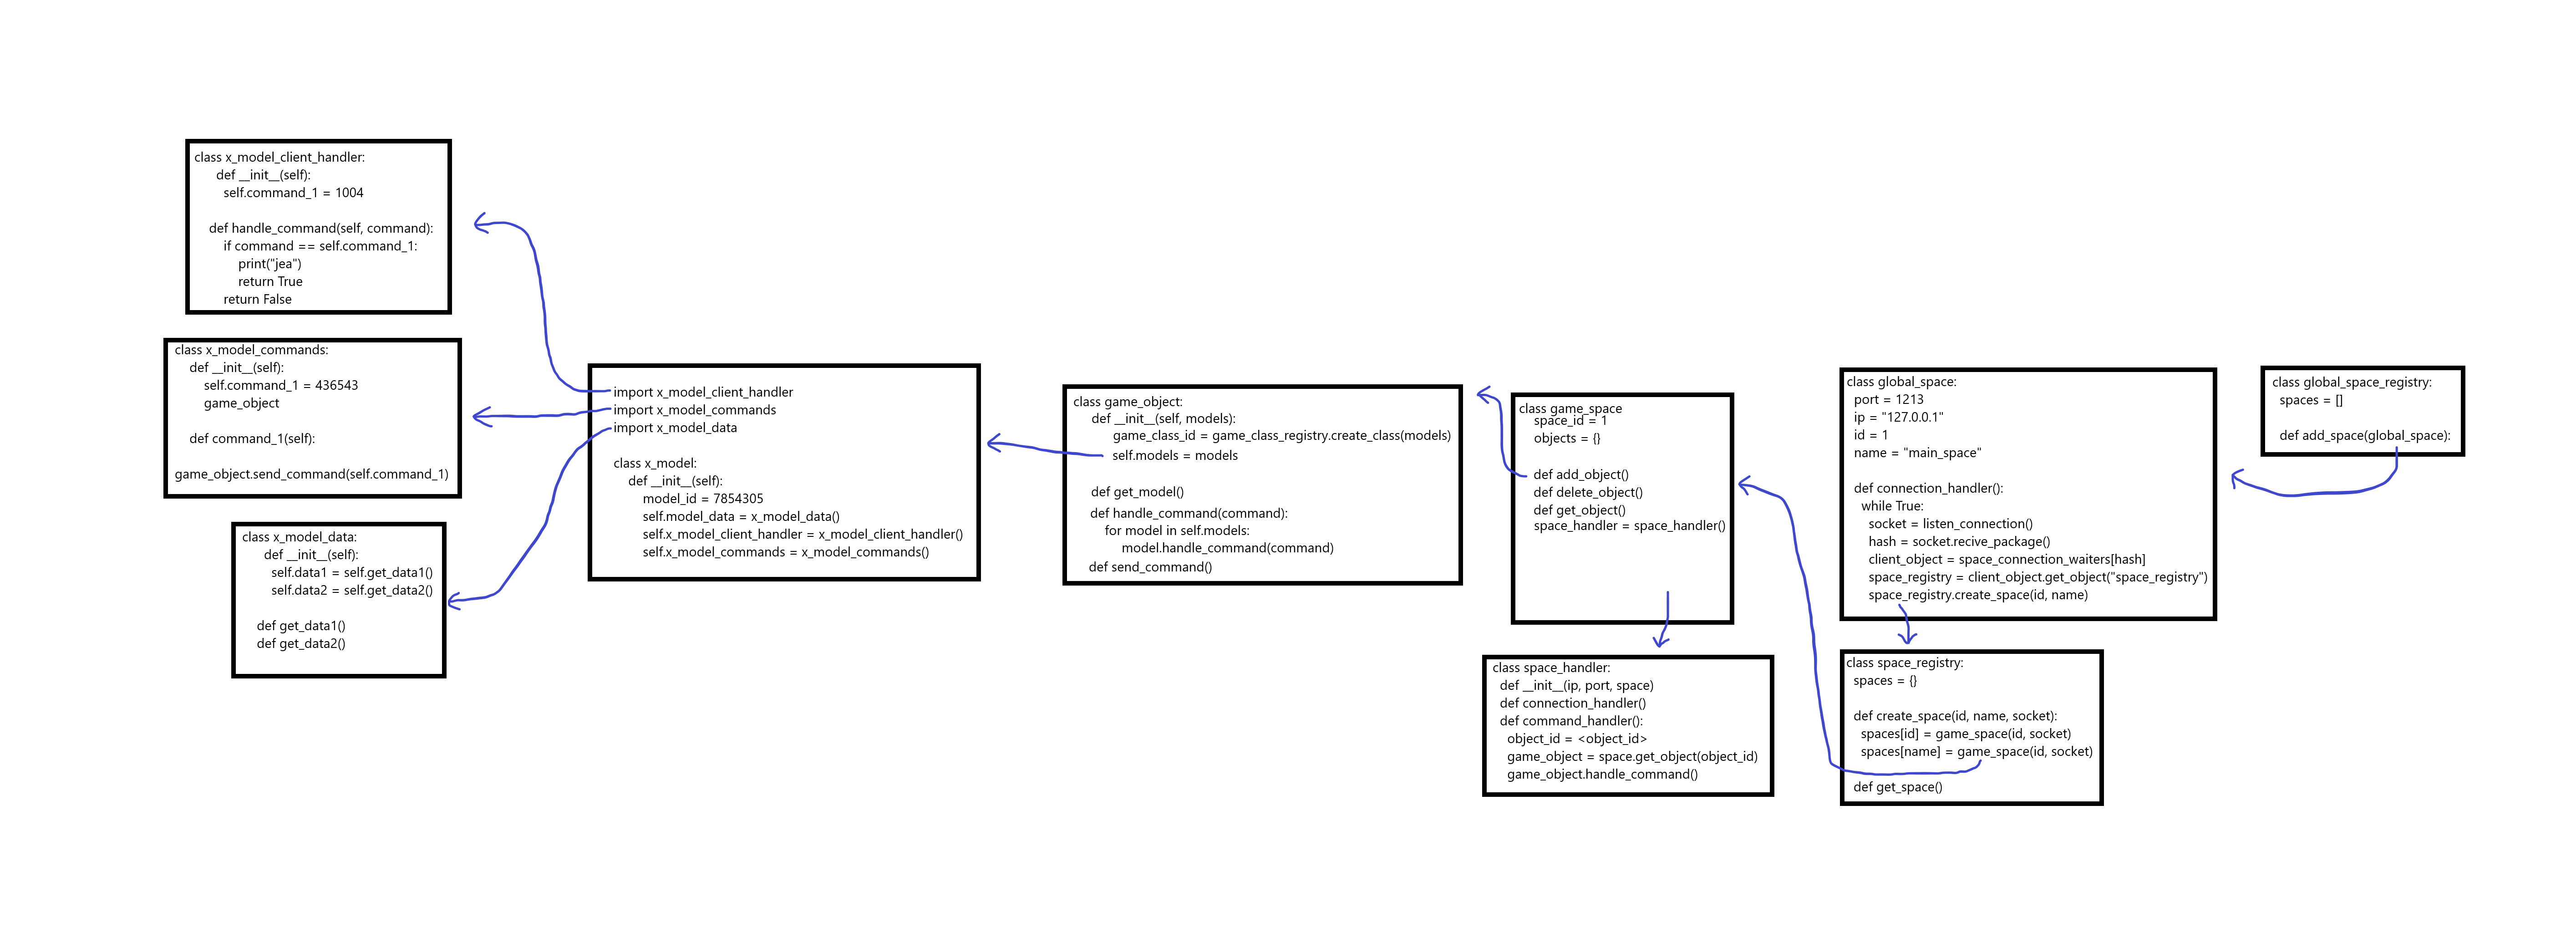 class x_model_client_handler:
def __init__(self):
self.command_1 = 1004
def handle_command(self, command):
if command == self.command_1:
print("jea")
return True
return False
class x_model_commands:
def __init__(self):
self.command_1 = 436543
game_object
def command_1(self):
game_object.send_command(self.command_1)
class x_model_data:
def __init__(self):
self.data1 = self.get_data1()
self.data2 = self.get_data2()
def get_data1()
def get_data2()
import x_model_client_handler
import x_model_commands
import x_model_data
class x_model:
def __init__(self):
model_id = 7854305
self.model_data = x_model_data()
self.x_model_client_handler = x_model_client_handler()
self.x_model_commands = x_model_commands()
class game_object:
def __init__(self, models):
game_class_id = game_class_registry.create_class(models)
self.models = models
def get_model()
def handle_command(command):
for model in self.models:
model.handle_command(command)
def send_command()
class game_space
space_id = 1
objects = {}
def add_object()
def delete_object()
def get_object()
space_handler = space_handler()
class space_handler:
def __init__(ip, port, space)
def connection_handler()
def command_handler():
object_id = <object_id>
game_object = space.get_object(object_id)
game_object.handle_command()
class global_space:
port = 1213
ip = "127.0.0.1"
id = 1
name = "main_space"
def connection_handler():
while True:
socket = listen_connection()
hash = socket.recive_package()
client_object = space_connection_waiters[hash]
space_registry = client_object.get_object("space_registry")
space_registry.create_space(id, name)
class space_registry:
spaces = {}
def create_space(id, name, socket):
spaces[id] = game_space(id, socket)
spaces[name] = game_space(id, socket)
def get_space()
class global_space_registry:
spaces = []
def add_space(global_space):